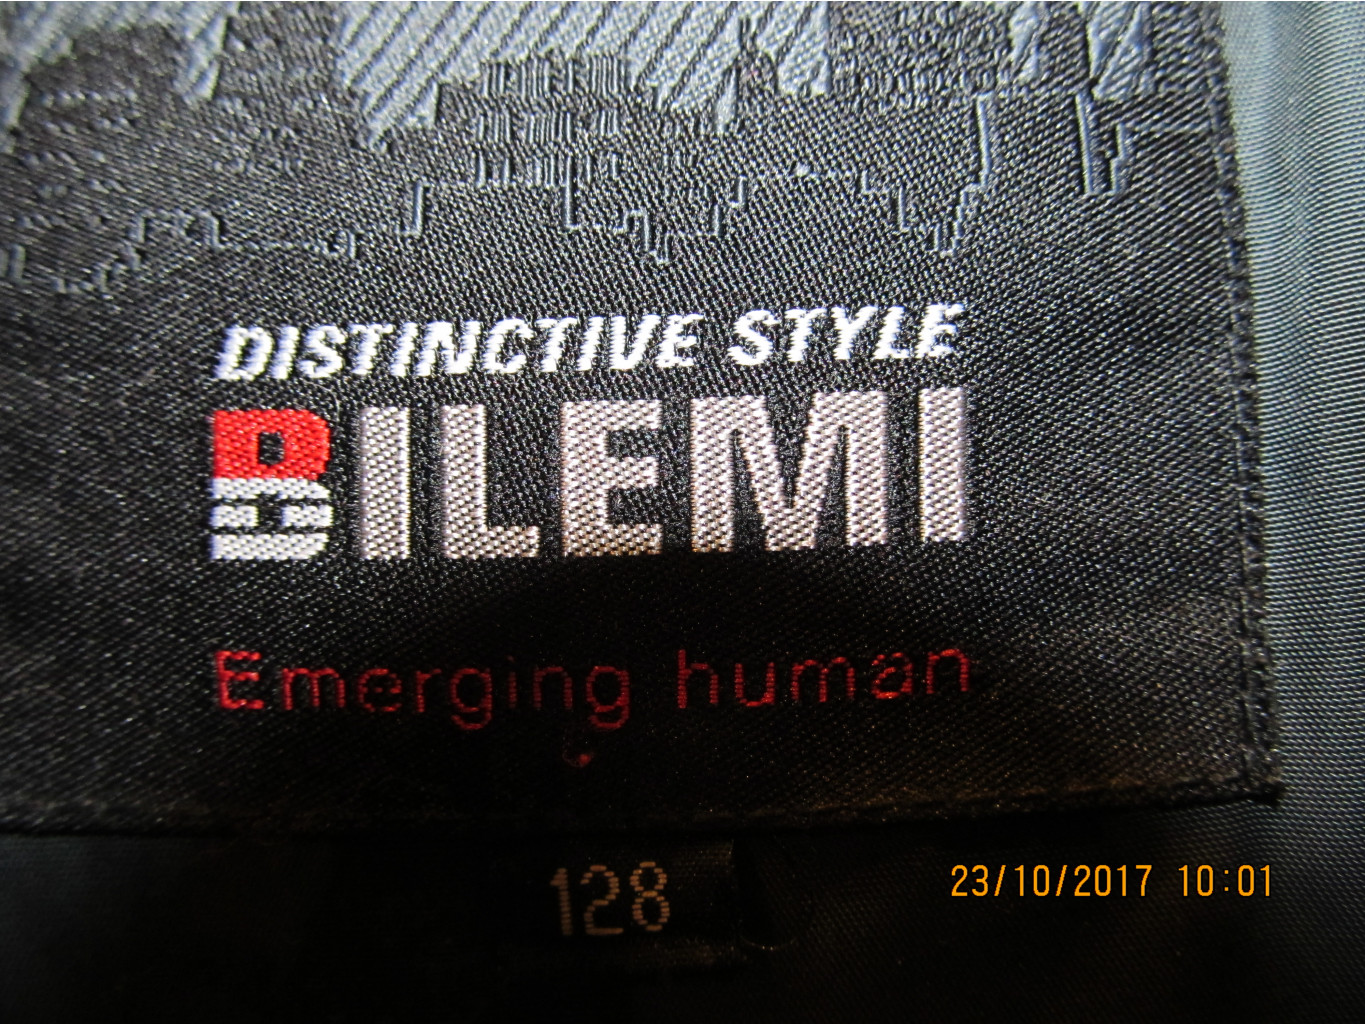 DISTINCTIVE STYLE
BILEMI
Emerging human
128
23/10/2017 10:01